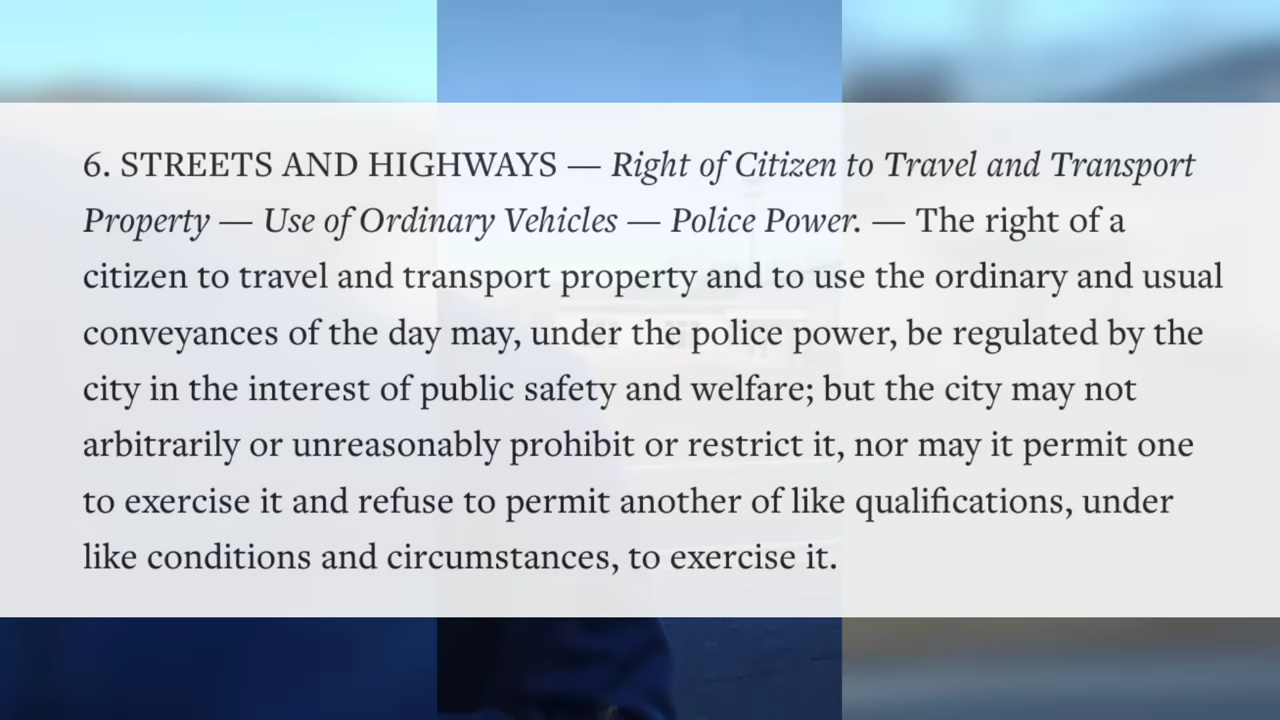 6. STREETS AND HIGHWAYS — Right of Citizen to Travel and Transport
Property — Use of Ordinary Vehicles — Police Power. — The right of a
citizen to travel and transport property and to use the ordinary and usual
conveyances of the day may, under the police power, be regulated by the
city in the interest of public safety and welfare; but the city may not
arbitrarily or unreasonably prohibit or restrict it, nor may it permit one
to exercise it and refuse to permit another of like qualifications, under
like conditions and circumstances, to exercise it.